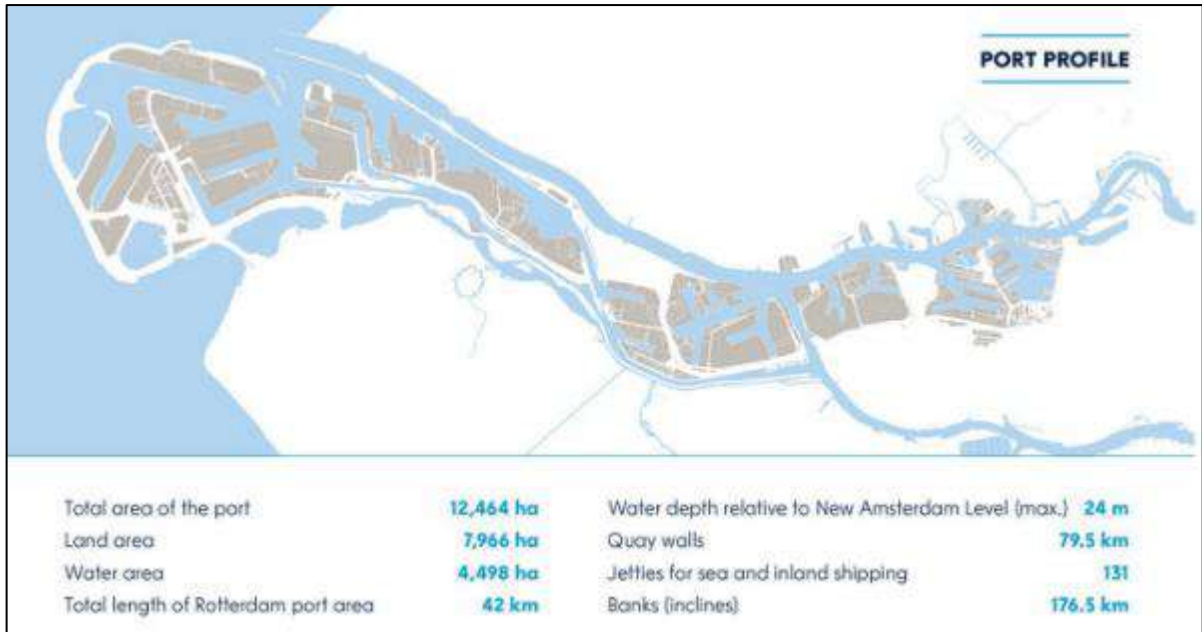 PORT PROFILE
Total area of the port 12,464 ha
Land area 7,966 ha
Water area 4,498 ha
Total length of Rotterdam port area 42 km
Water depth relative to New Amsterdam Level (max.) 24 m
Quay walls 79.5 km
Jetties for sea and inland shipping 131
Banks (inclines) 176.5 km